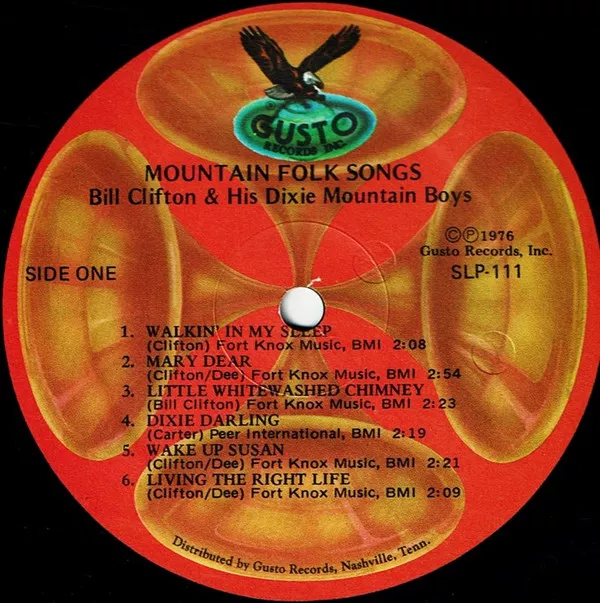 GUSTO
RECORDS INC.
MOUNTAIN FOLK SONGS
Bill Clifton & His Dixie Mountain Boys
©℗1976
Gusto Records, Inc.
SIDE ONE
SLP-111
1. WALKIN' IN MY SLEEP
(Clifton) Fort Knox Music, BMI 2:08
2. MARY DEAR
(Clifton/Dee) Fort Knox Music, BMI 2:54
3. LITTLE WHITEWASHED CHIMNEY
(Bill Clifton) Fort Knox Music, BMI 2:23
4. DIXIE DARLING
(Carter) Peer International, BMI 2:19
5. WAKE UP SUSAN
(Clifton/Dee) Fort Knox Music, BMI 2:21
6. LIVING THE RIGHT LIFE
(Clifton/Dee) Fort Knox Music, BMI 2:09
Distributed by Gusto Records, Nashville, Tenn.